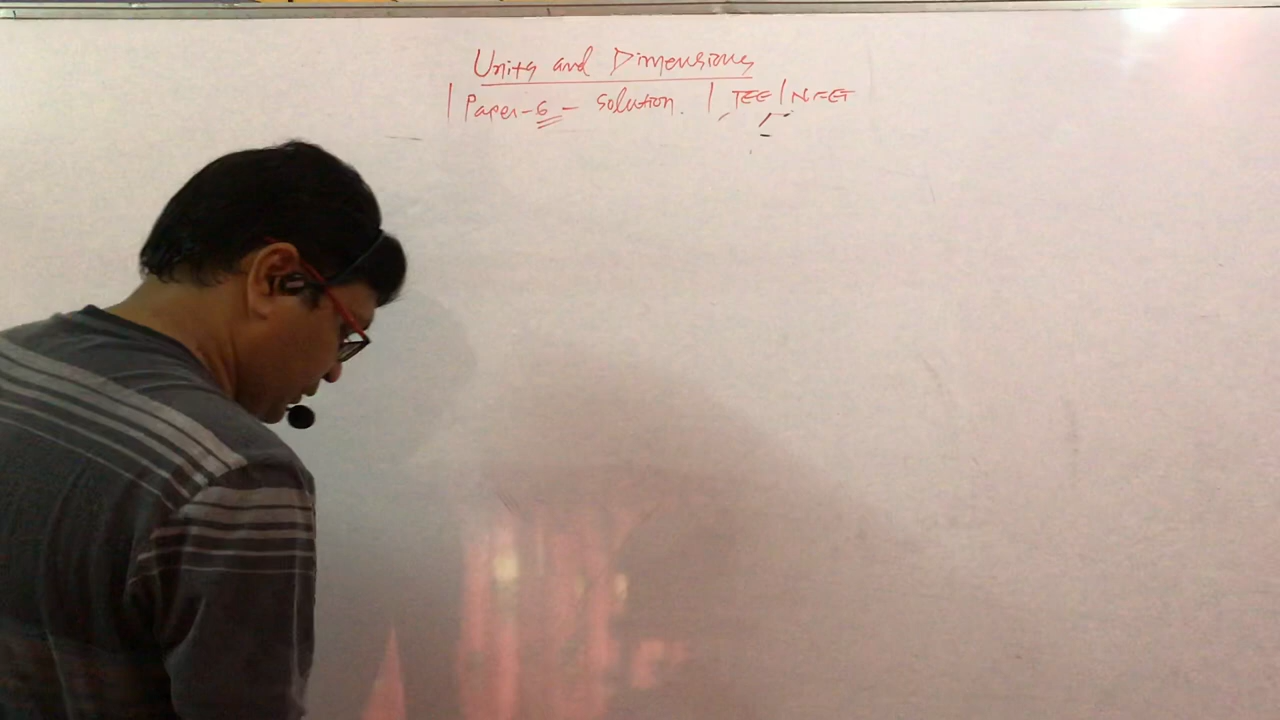 Units and Dimensions
| Paper-6 - Solution. | JEE | NEET